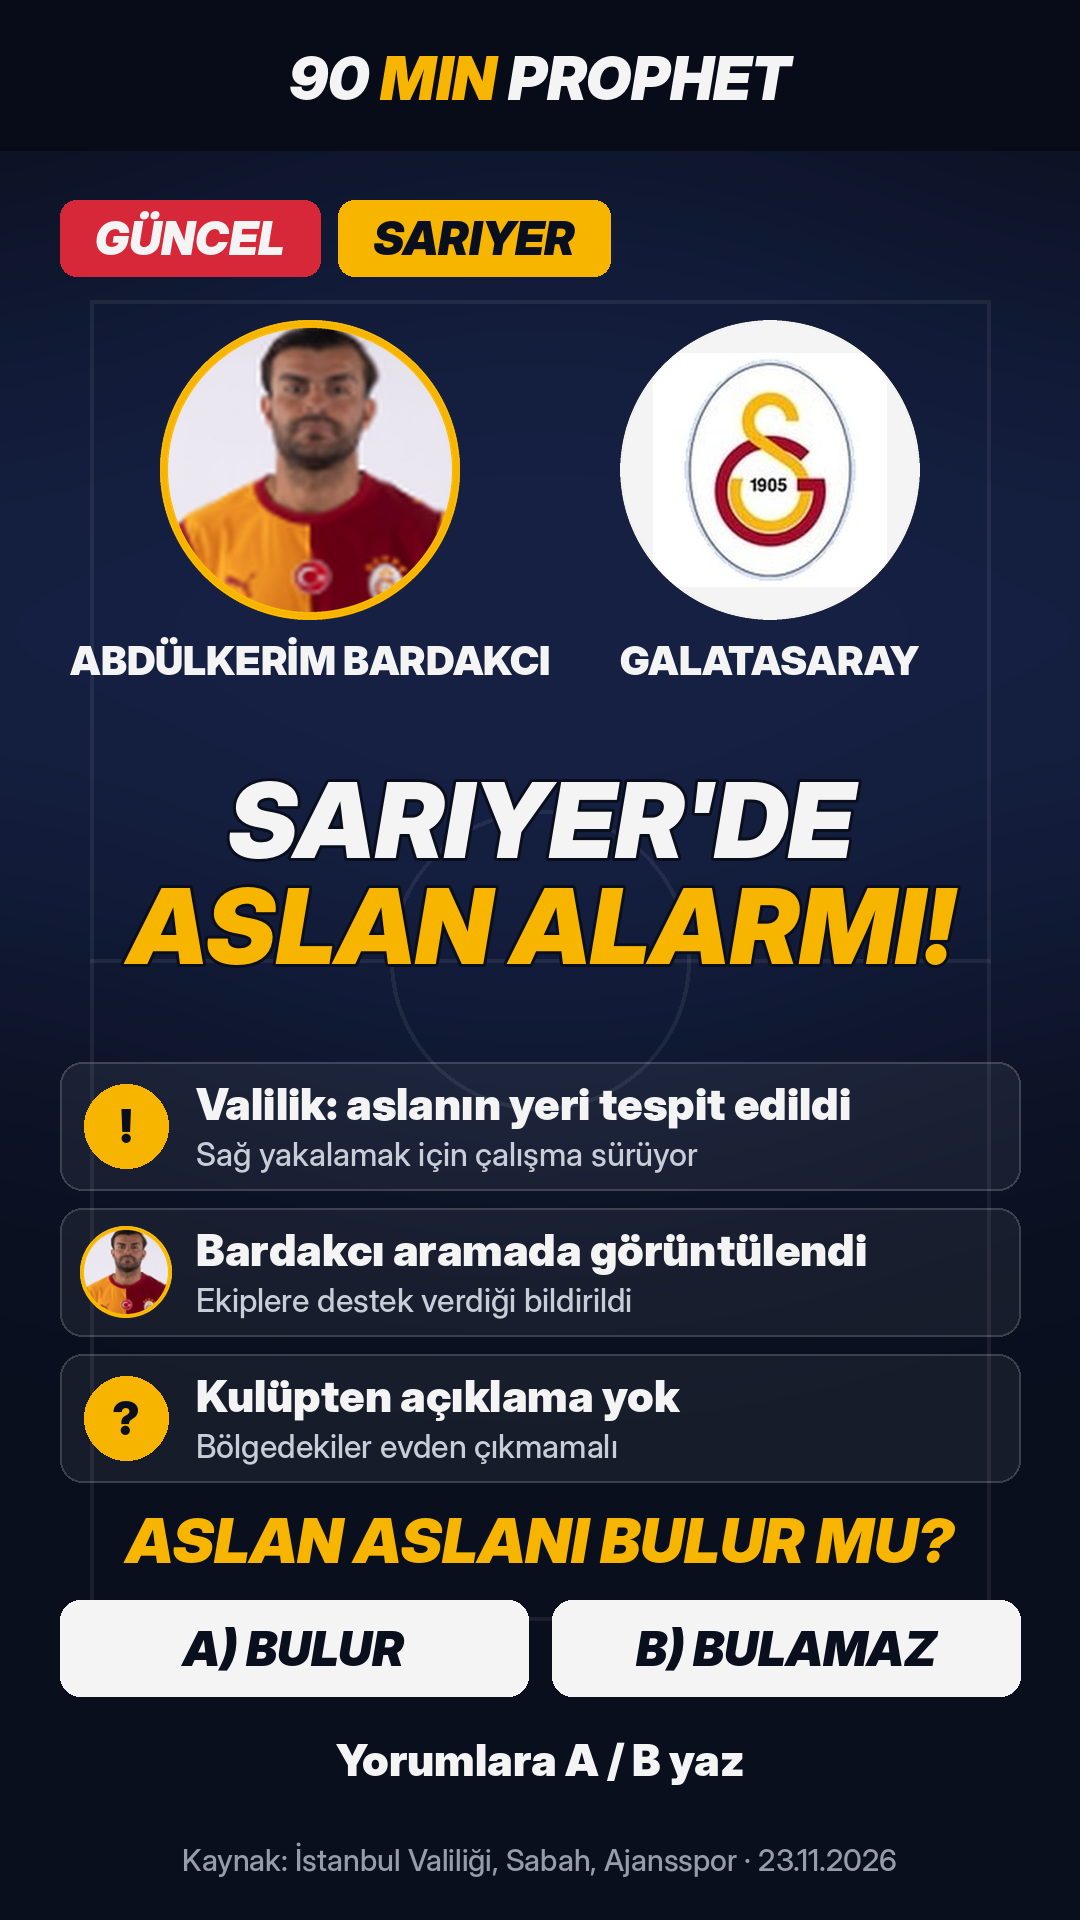 90 MIN PROPHET
GÜNCEL
SARIYER
1905
ABDÜLKERİM BARDAKCI
GALATASARAY
SARIYER'DE
ASLAN ALARMI!
!
Valilik: aslanın yeri tespit edildi
Sağ yakalamak için çalışma sürüyor
Bardakcı aramada görüntülendi
Ekiplere destek verdiği bildirildi
?
Kulüpten açıklama yok
Bölgedekiler evden çıkmamalı
ASLAN ASLANI BULUR MU?
A) BULUR
B) BULAMAZ
Yorumlara A / B yaz
Kaynak: İstanbul Valiliği, Sabah, Ajansspor · 23.11.2026